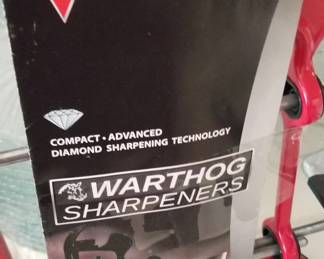 COMPACT • ADVANCED
DIAMOND SHARPENING TECHNOLOGY
WARTHOG
SHARPENERS